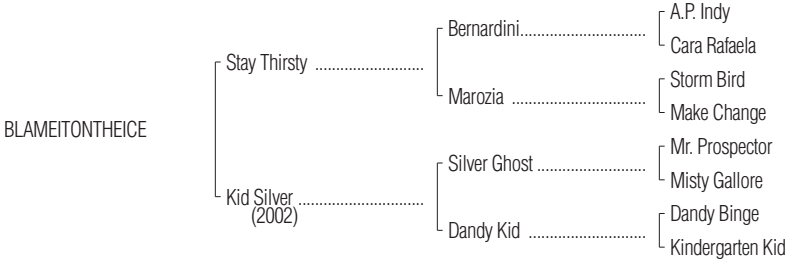 A.P. Indy
Bernardini..............................
Cara Rafaela
Stay Thirsty ..........................
Storm Bird
Marozia ................................
Make Change
BLAMEITONTHEICE
Mr. Prospector
Silver Ghost ..........................
Misty Gallore
Kid Silver ..............................
(2002)
Dandy Binge
Dandy Kid ............................
Kindergarten Kid